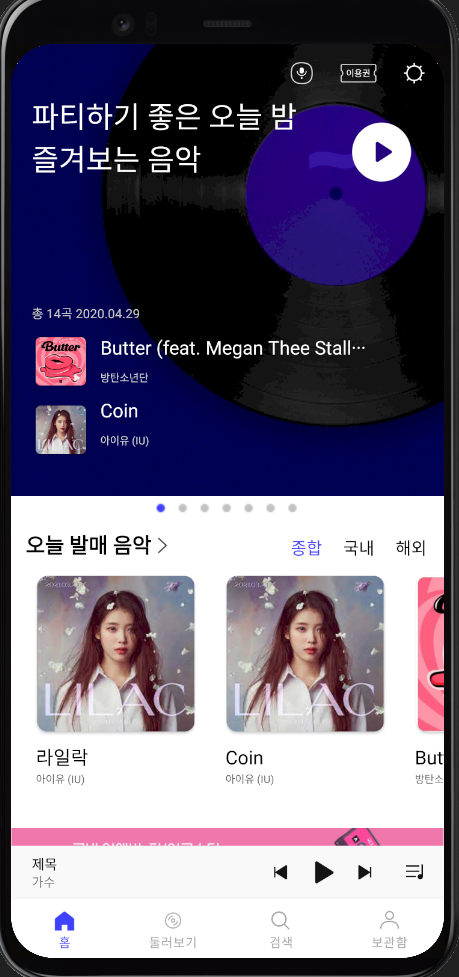 이용권
파티하기 좋은 오늘 밤
즐겨보는 음악
총 14곡 2020.04.29
Butter
Butter (feat. Megan Thee Stall…
방탄소년단
Coin
아이유 (IU)
오늘 발매 음악
종합 국내 해외
LILAC
LILAC
라일락
Coin
But
아이유 (IU)
아이유 (IU)
방탄소
제목
가수
홈
둘러보기
검색
보관함